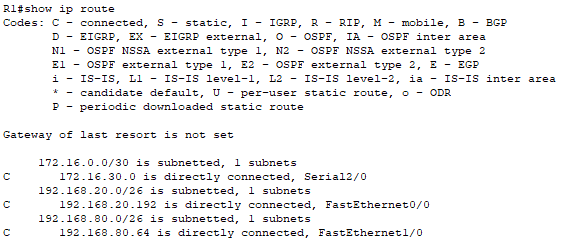 R1#show ip route
Codes: C - connected, S - static, I - IGRP, R - RIP, M - mobile, B - BGP
       D - EIGRP, EX - EIGRP external, O - OSPF, IA - OSPF inter area
       N1 - OSPF NSSA external type 1, N2 - OSPF NSSA external type 2
       E1 - OSPF external type 1, E2 - OSPF external type 2, E - EGP
       i - IS-IS, L1 - IS-IS level-1, L2 - IS-IS level-2, ia - IS-IS inter area
       * - candidate default, U - per-user static route, o - ODR
       P - periodic downloaded static route

Gateway of last resort is not set

     172.16.0.0/30 is subnetted, 1 subnets
C       172.16.30.0 is directly connected, Serial2/0
     192.168.20.0/26 is subnetted, 1 subnets
C       192.168.20.192 is directly connected, FastEthernet0/0
     192.168.80.0/26 is subnetted, 1 subnets
C       192.168.80.64 is directly connected, FastEthernet1/0